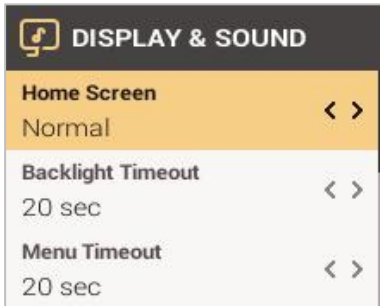 DISPLAY & SOUND
Home Screen
Normal
Backlight Timeout
20 sec
Menu Timeout
20 sec